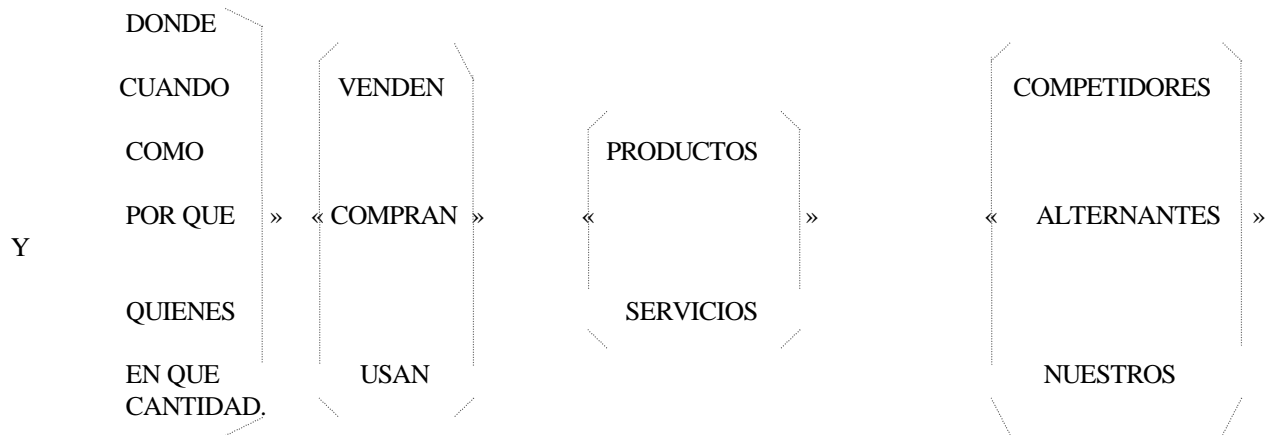 DONDE
CUANDO VENDEN COMPETIDORES
COMO PRODUCTOS
POR QUE » « COMPRAN » « » « ALTERNANTES »
Y
QUIENES SERVICIOS
EN QUE USAN NUESTROS
CANTIDAD.